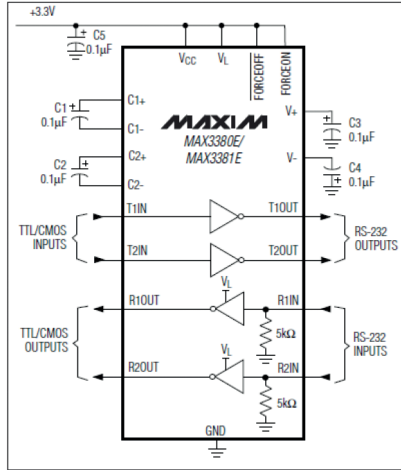 +3.3V
C5
0.1µF
VCC
VL
FORCEOFF
FORCEON
C1+
C1
0.1µF
C1-
C2+
C2
0.1µF
C2-
MAXIM
MAX3380E/
MAX3381E
V+
C3
0.1µF
V-
C4
0.1µF
T1IN
T1OUT
TTL/CMOS
INPUTS
T2IN
T2OUT
RS-232
OUTPUTS
VL
R1OUT
R1IN
5kΩ
TTL/CMOS
OUTPUTS
VL
R2OUT
R2IN
5kΩ
RS-232
INPUTS
GND